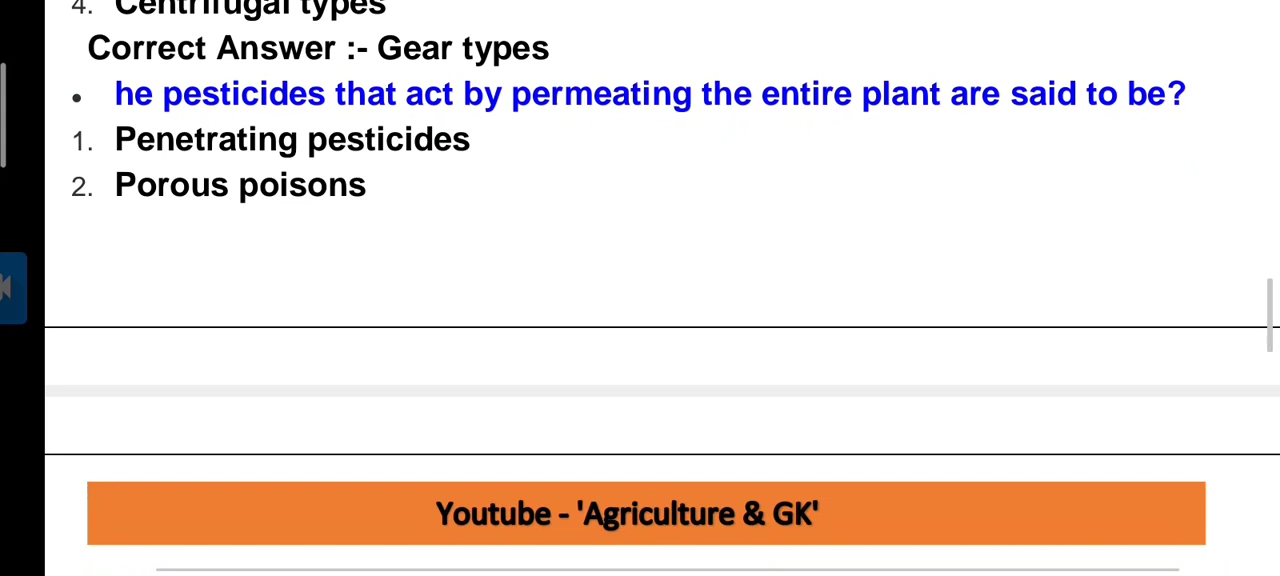 4. Centrifugal types
Correct Answer :- Gear types
• he pesticides that act by permeating the entire plant are said to be?
1. Penetrating pesticides
2. Porous poisons
Youtube - 'Agriculture & GK'